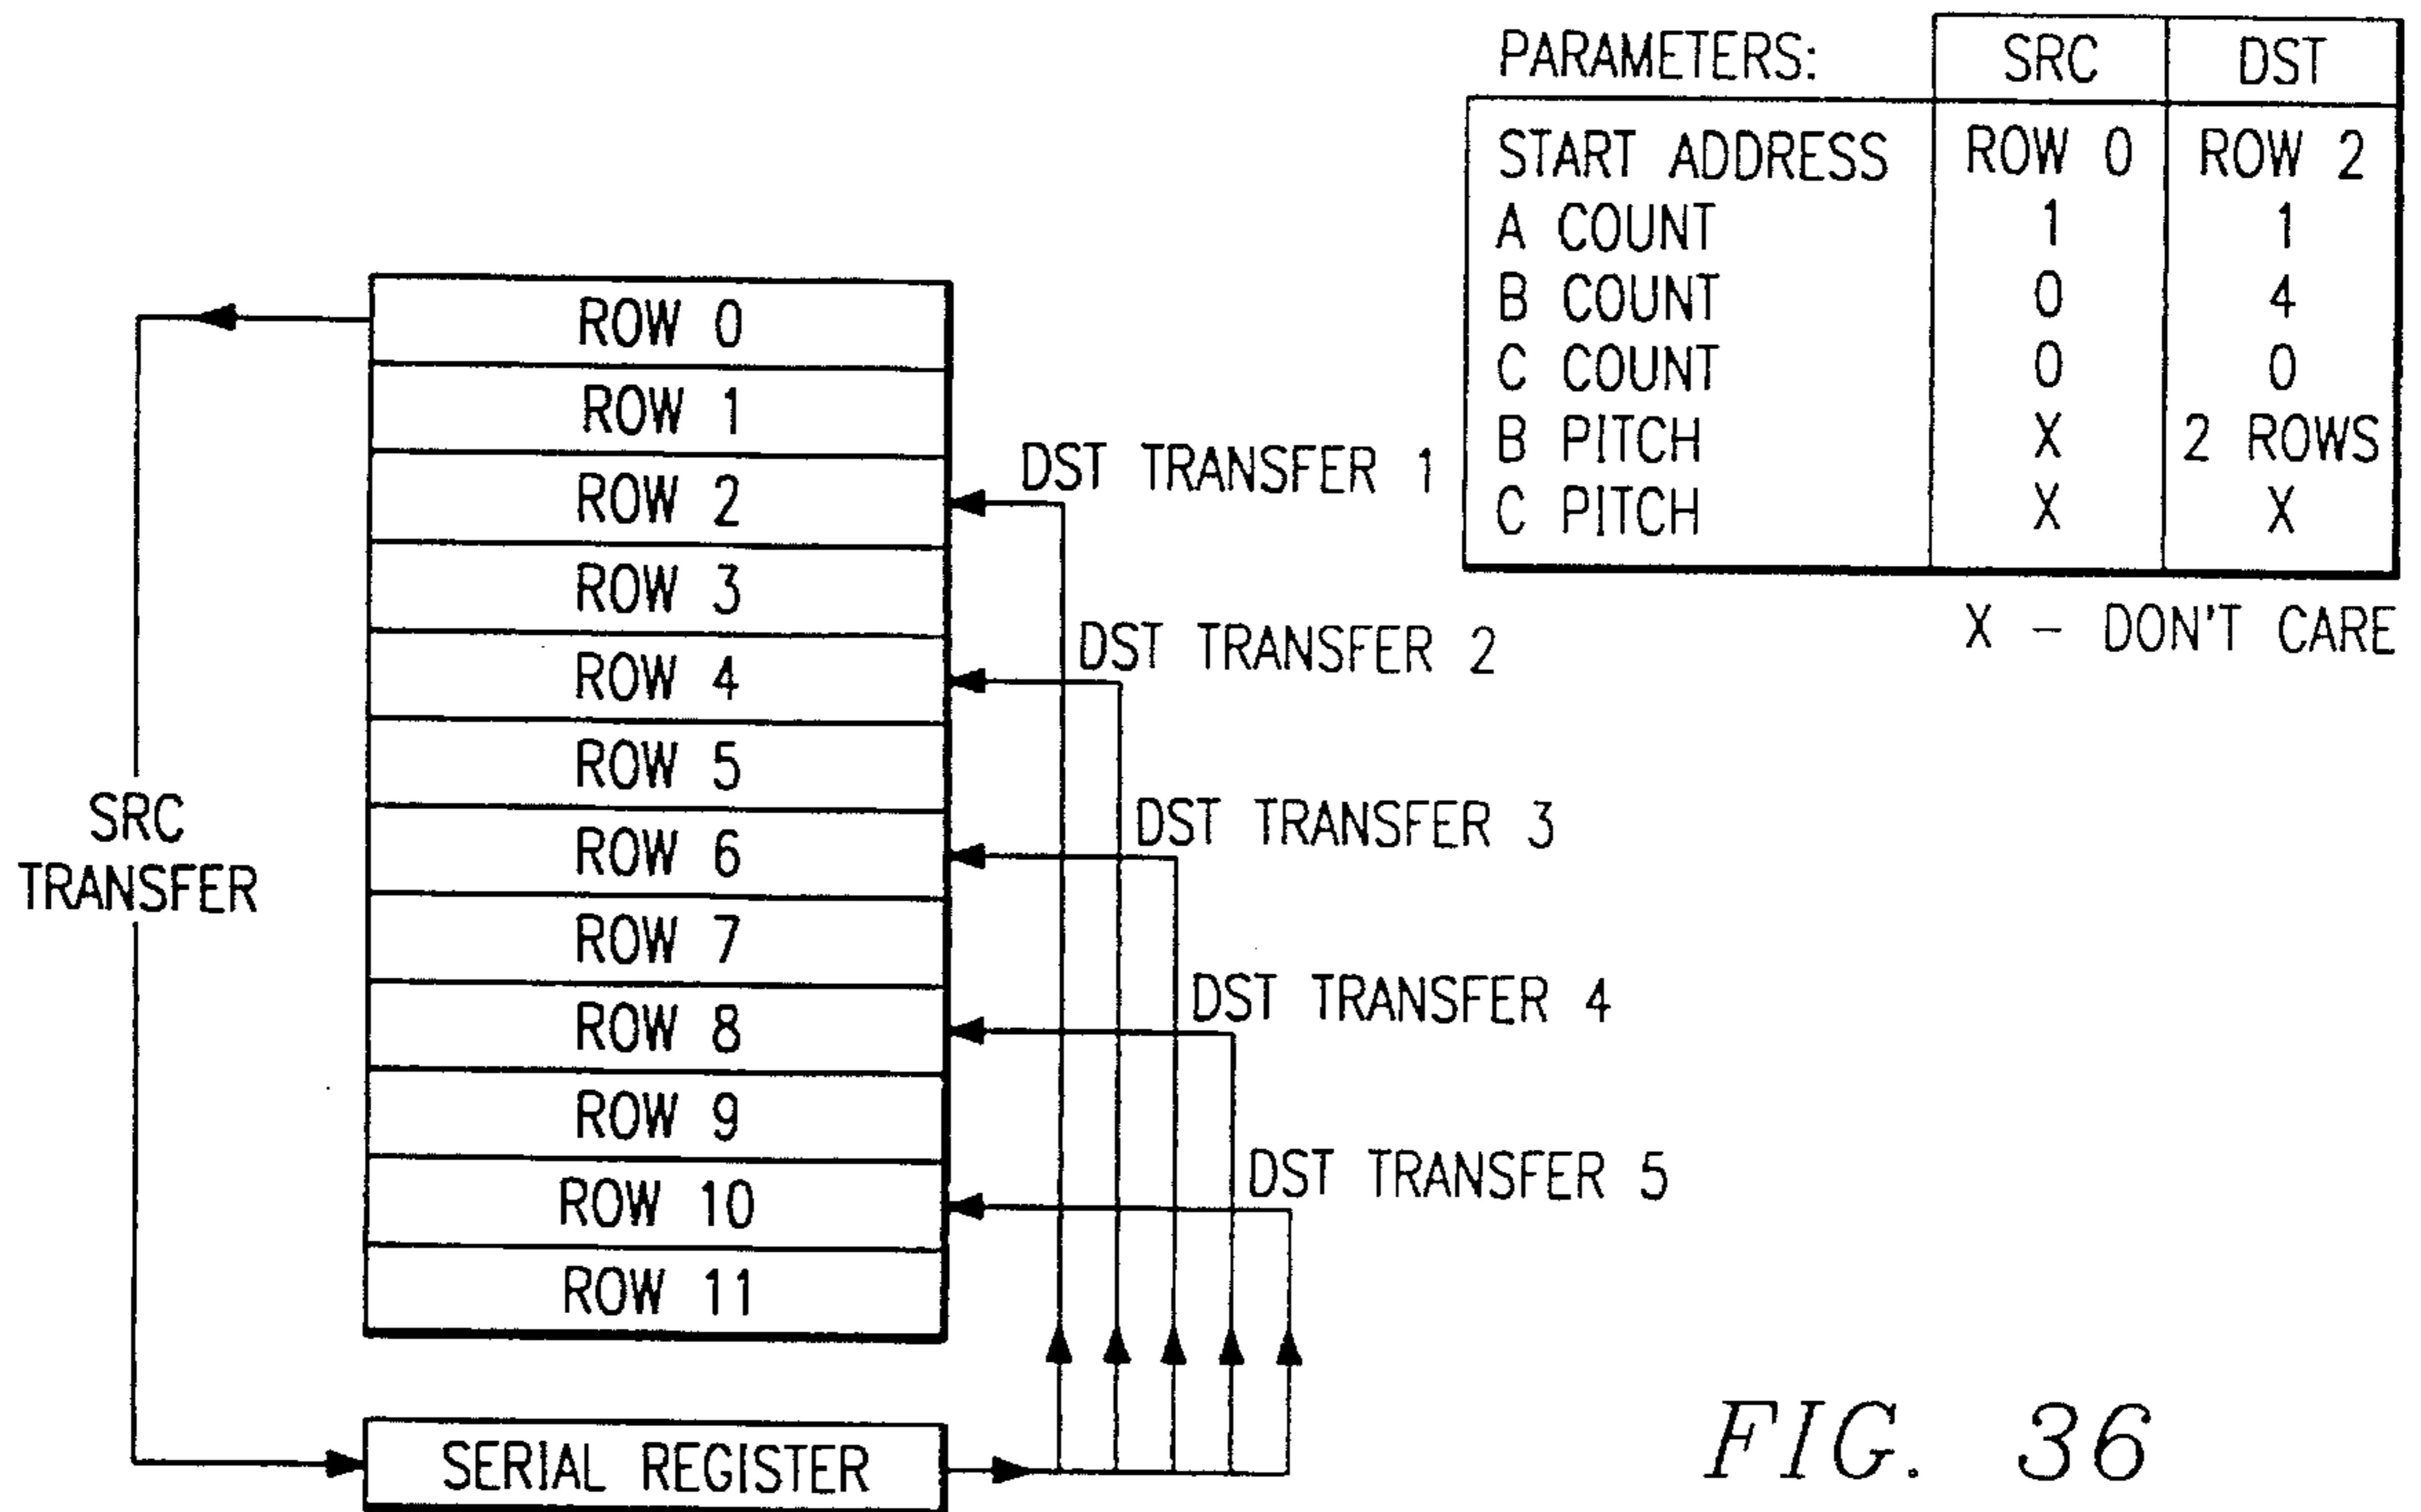 PARAMETERS: SRC DST
START ADDRESS ROW 0 ROW 2
A COUNT 1 1
B COUNT 0 4
C COUNT 0 0
B PITCH X 2 ROWS
C PITCH X X
X – DON'T CARE
ROW 0
ROW 1
ROW 2
ROW 3
ROW 4
ROW 5
ROW 6
ROW 7
ROW 8
ROW 9
ROW 10
ROW 11
SRC
TRANSFER
DST TRANSFER 1
DST TRANSFER 2
DST TRANSFER 3
DST TRANSFER 4
DST TRANSFER 5
SERIAL REGISTER
FIG. 36